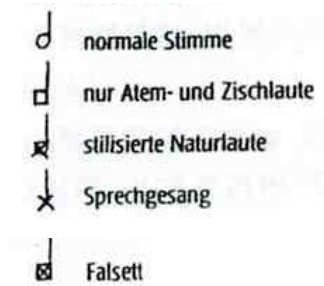 normale Stimme
nur Atem- und Zischlaute
stilisierte Naturlaute
Sprechgesang
Falsett